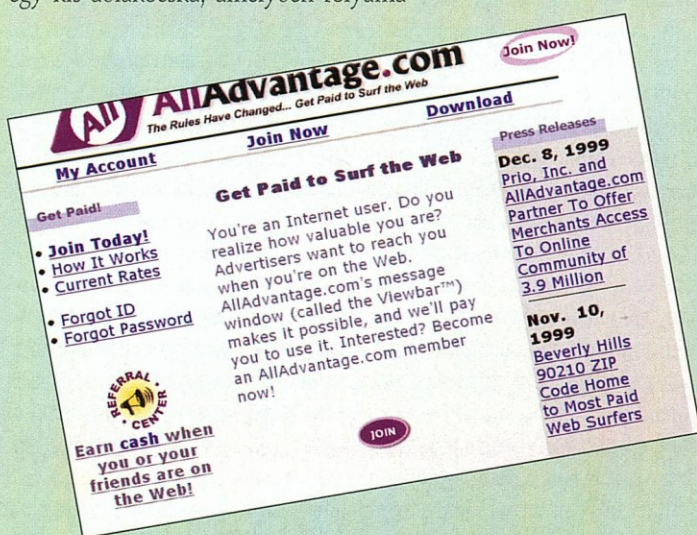 egy kis ablakocska, amelyben folyama-
All
AllAdvantage.com
The Rules Have Changed... Get Paid to Surf the Web
Join Now!
My Account
Join Now
Download
Get Paid!
• Join Today!
• How It Works
• Current Rates
• Forgot ID
• Forgot Password
REFERRAL
CENTER
Earn cash when
you or your
friends are on
the Web!
Get Paid to Surf the Web
You're an Internet user. Do you
realize how valuable you are?
Advertisers want to reach you
when you're on the Web.
AllAdvantage.com's message
window (called the Viewbar™)
makes it possible, and we'll pay
you to use it. Interested? Become
an AllAdvantage.com member
now!
JOIN
Press Releases
Dec. 8, 1999
Prio, Inc. and
AllAdvantage.com
Partner To Offer
Merchants Access
To Online
Community of
3.9 Million
Nov. 10,
1999
Beverly Hills
90210 ZIP
Code Home
to Most Paid
Web Surfers